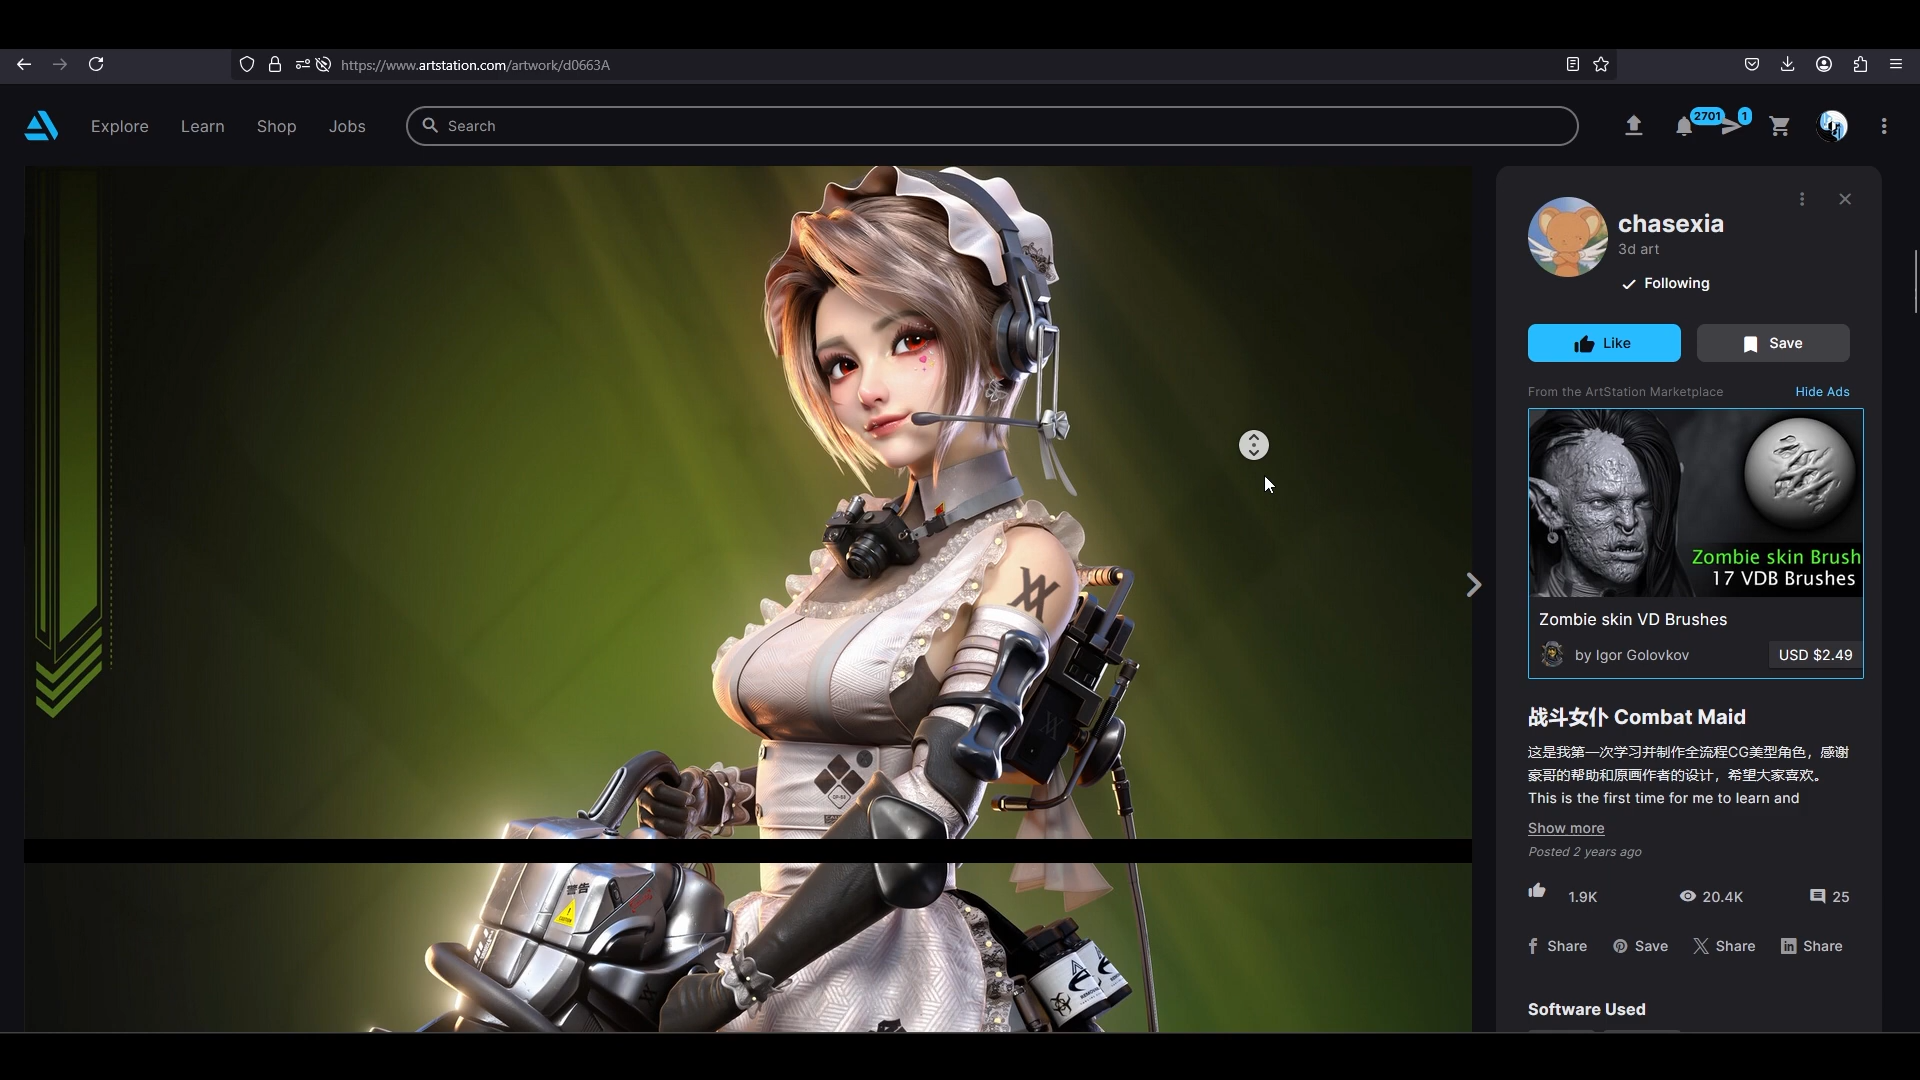 https://www.artstation.com/artwork/d0663A
Explore
Learn
Shop
Jobs
Search
2701
1
chasexia
3d art
Following
Like
Save
From the ArtStation Marketplace
Hide Ads
Zombie skin Brush
17 VDB Brushes
Zombie skin VD Brushes
by Igor Golovkov
USD $2.49
战斗女仆 Combat Maid
这是我第一次学习并制作全流程CG美型角色，感谢
豪哥的帮助和原画作者的设计，希望大家喜欢。
This is the first time for me to learn and
Show more
Posted 2 years ago
1.9K
20.4K
25
Share
Save
Share
Share
Software Used
警告